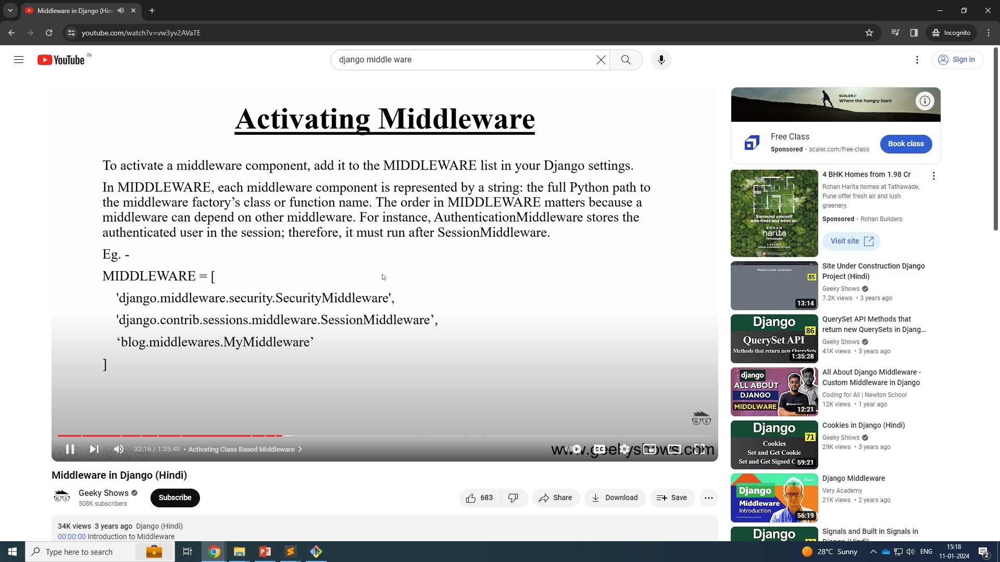 Middleware in Django (Hin
youtube.com/watch?v=vw3yv2AVaTE
Incognito
YouTube IN
django middle ware
Sign in
Activating Middleware
To activate a middleware component, add it to the MIDDLEWARE list in your Django settings.
In MIDDLEWARE, each middleware component is represented by a string: the full Python path to
the middleware factory’s class or function name. The order in MIDDLEWARE matters because a
middleware can depend on other middleware. For instance, AuthenticationMiddleware stores the
authenticated user in the session; therefore, it must run after SessionMiddleware.
Eg. -
MIDDLEWARE = [
'django.middleware.security.SecurityMiddleware',
'django.contrib.sessions.middleware.SessionMiddleware’,
‘blog.middlewares.MyMiddleware’
]
GS
32:16 / 1:35:40 • Activating Class Based Middleware
www.geekyshows.com
Middleware in Django (Hindi)
GS
Geeky Shows
508K subscribers
Subscribe
683
Share
Download
Save
34K views 3 years ago Django (Hindi)
00:00:00 Introduction to Middleware
SCALER
Where the hungry learn
Free Class
Sponsored · scaler.com/free-class
Book class
Surround yourself
with trees and fresh air.
ROHAN
harita
TATHAWADE
4 BHK Homes from 1.98 Cr
Rohan Harita homes at Tathawade,
Pune offer fresh air and lush
greenery.
Sponsored · Rohan Builders
Visit site
Website is Under Construction
85
13:14
Site Under Construction Django
Project (Hindi)
Geeky Shows
7.2K views • 3 years ago
Django
86
QuerySet API
Methods that return new QuerySets
1:35:28
QuerySet API Methods that
return new QuerySets in Djang...
Geeky Shows
41K views • 3 years ago
django
ALL ABOUT
DJANGO
MIDDLWARE
12:21
All About Django Middleware -
Custom Middleware in Django
Coding for All | Newton School
12K views • 1 year ago
Django
71
Cookies
Set and Get Cookie
Set and Get Signed C
59:21
Cookies in Django (Hindi)
Geeky Shows
29K views • 3 years ago
Django
Middleware
Introduction
56:19
Django Middleware
Very Academy
21K views • 2 years ago
Django
Signals and Built in Signals in
Django (Hindi)
Type here to search
28°C Sunny
ENG
15:18
11-01-2024
2